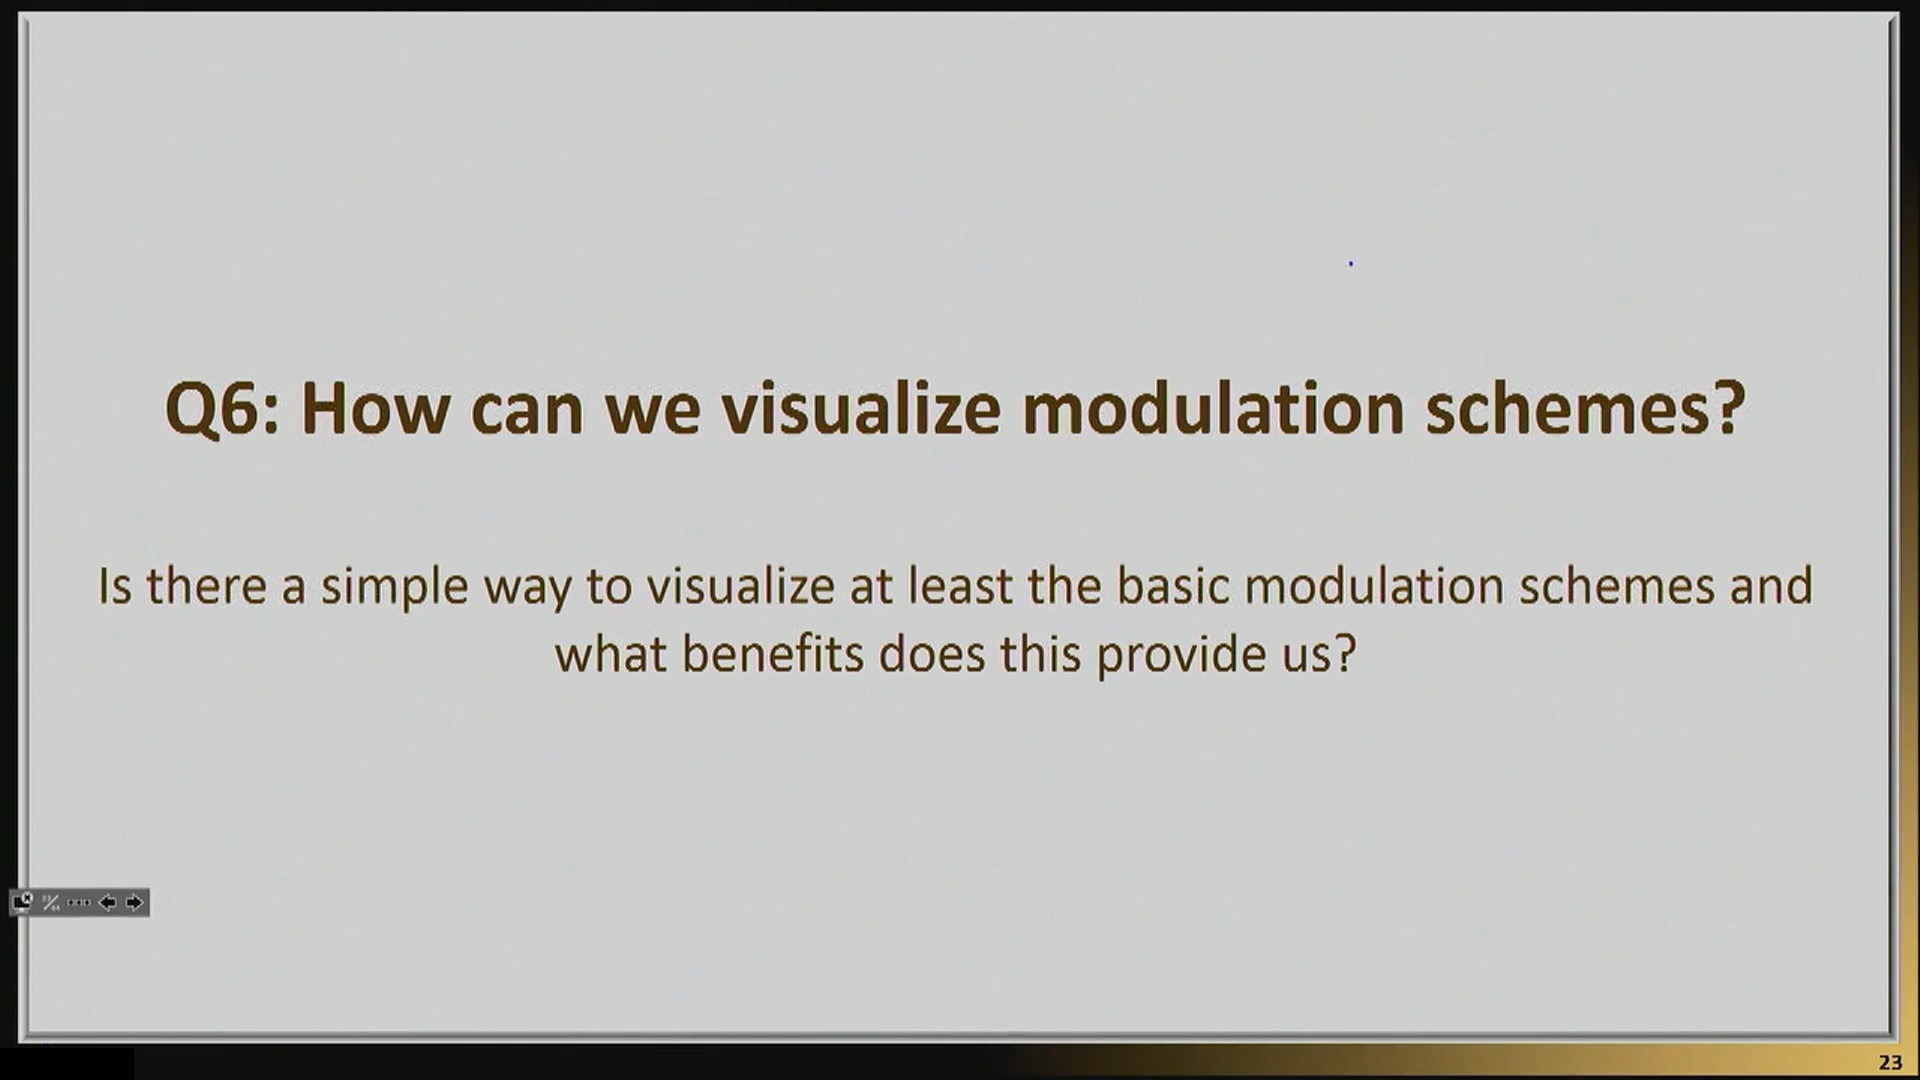 Q6: How can we visualize modulation schemes?
Is there a simple way to visualize at least the basic modulation schemes and
what benefits does this provide us?
23